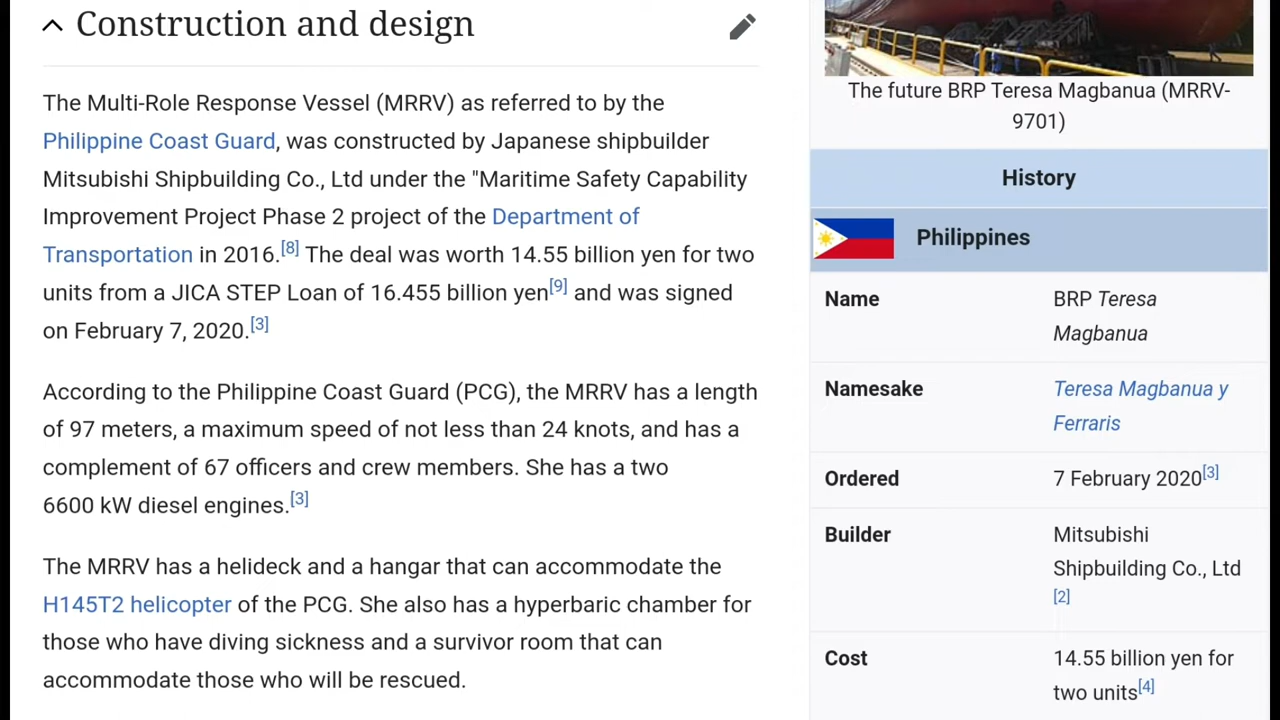 Construction and design
The Multi-Role Response Vessel (MRRV) as referred to by the
Philippine Coast Guard, was constructed by Japanese shipbuilder
Mitsubishi Shipbuilding Co., Ltd under the "Maritime Safety Capability
Improvement Project Phase 2 project of the Department of
Transportation in 2016.[8] The deal was worth 14.55 billion yen for two
units from a JICA STEP Loan of 16.455 billion yen[9] and was signed
on February 7, 2020.[3]
According to the Philippine Coast Guard (PCG), the MRRV has a length
of 97 meters, a maximum speed of not less than 24 knots, and has a
complement of 67 officers and crew members. She has a two
6600 kW diesel engines.[3]
The MRRV has a helideck and a hangar that can accommodate the
H145T2 helicopter of the PCG. She also has a hyperbaric chamber for
those who have diving sickness and a survivor room that can
accommodate those who will be rescued.
The future BRP Teresa Magbanua (MRRV-
9701)
History
Philippines
Name BRP Teresa
Magbanua
Namesake Teresa Magbanua y
Ferraris
Ordered 7 February 2020[3]
Builder Mitsubishi
Shipbuilding Co., Ltd
[2]
Cost 14.55 billion yen for
two units[4]